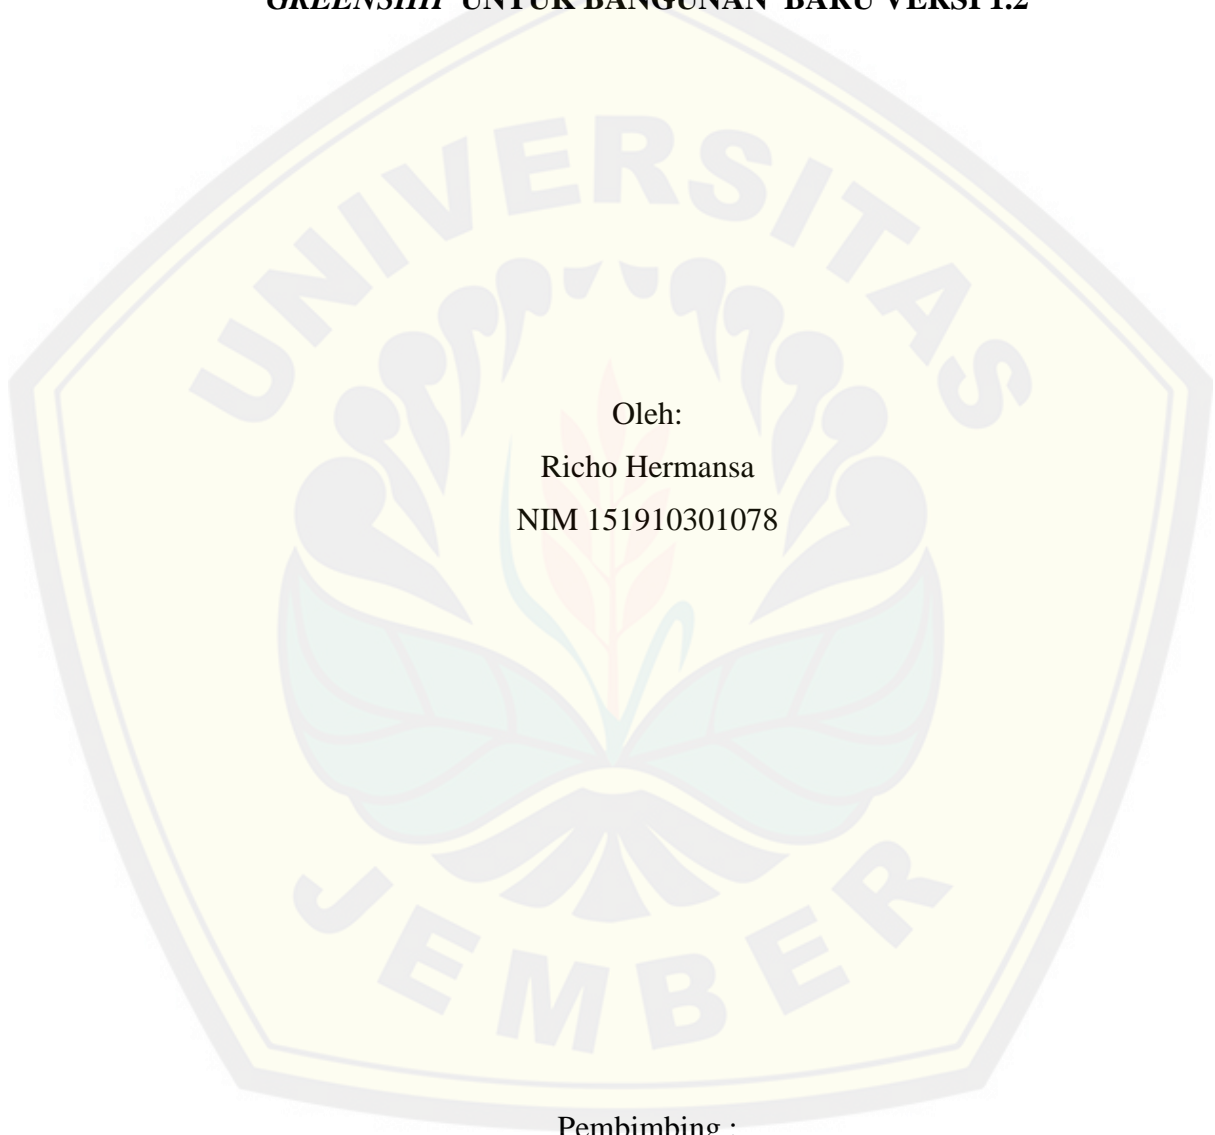 GREENSHIP UNTUK BANGUNAN BARU VERSI 1.2
UNIVERSITAS
Oleh:
Richo Hermansa
NIM 151910301078
JEMBER
Pembimbing :